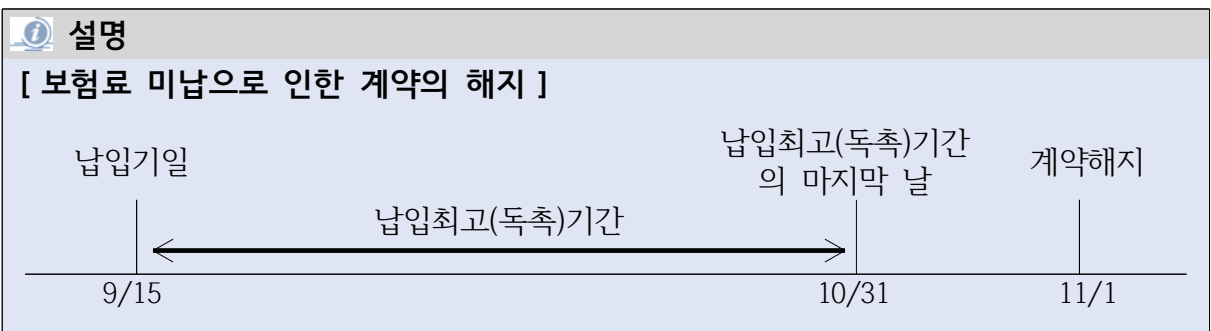 설명
[ 보험료 미납으로 인한 계약의 해지 ]
납입기일
납입최고(독촉)기간
의 마지막 날
계약해지
납입최고(독촉)기간
9/15
10/31
11/1